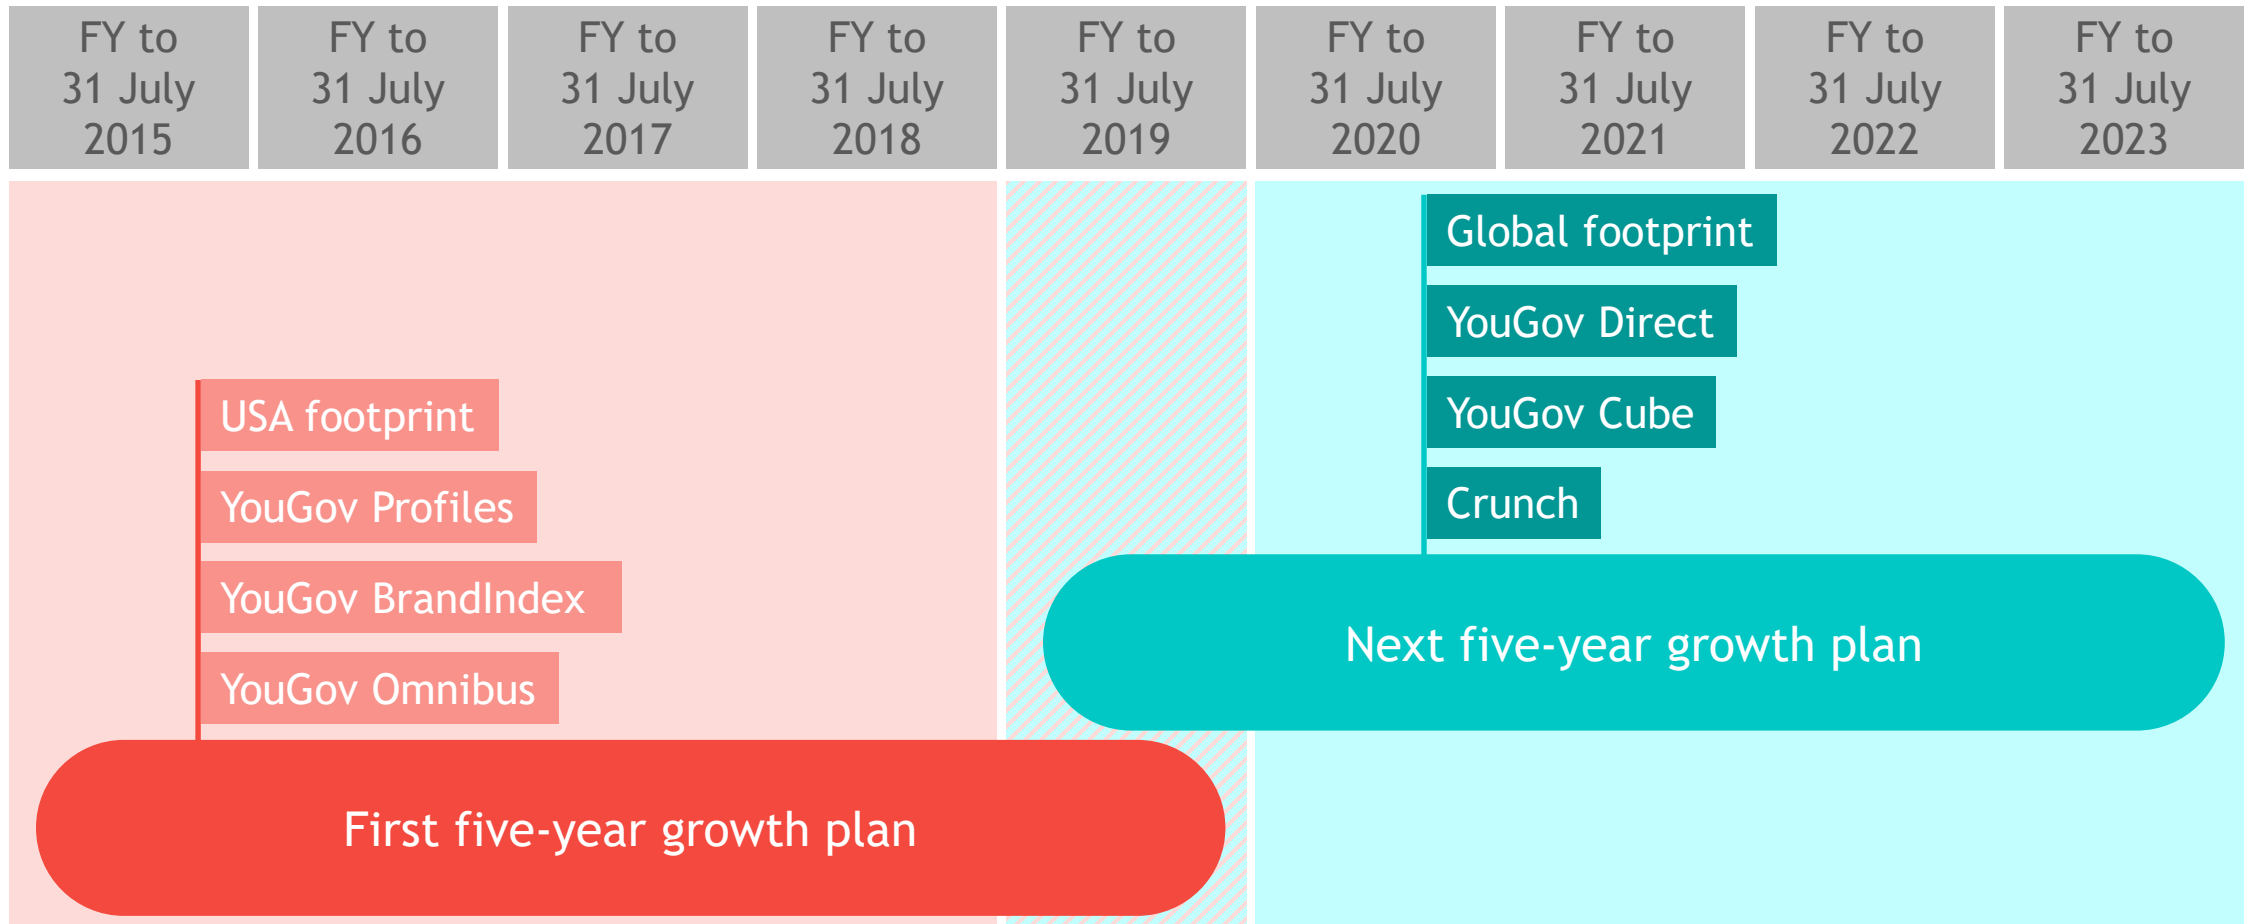 FY to
31 July
2015
FY to
31 July
2016
FY to
31 July
2017
FY to
31 July
2018
FY to
31 July
2019
FY to
31 July
2020
FY to
31 July
2021
FY to
31 July
2022
FY to
31 July
2023
Global footprint
YouGov Direct
YouGov Cube
Crunch
Next five-year growth plan
USA footprint
YouGov Profiles
YouGov BrandIndex
YouGov Omnibus
First five-year growth plan